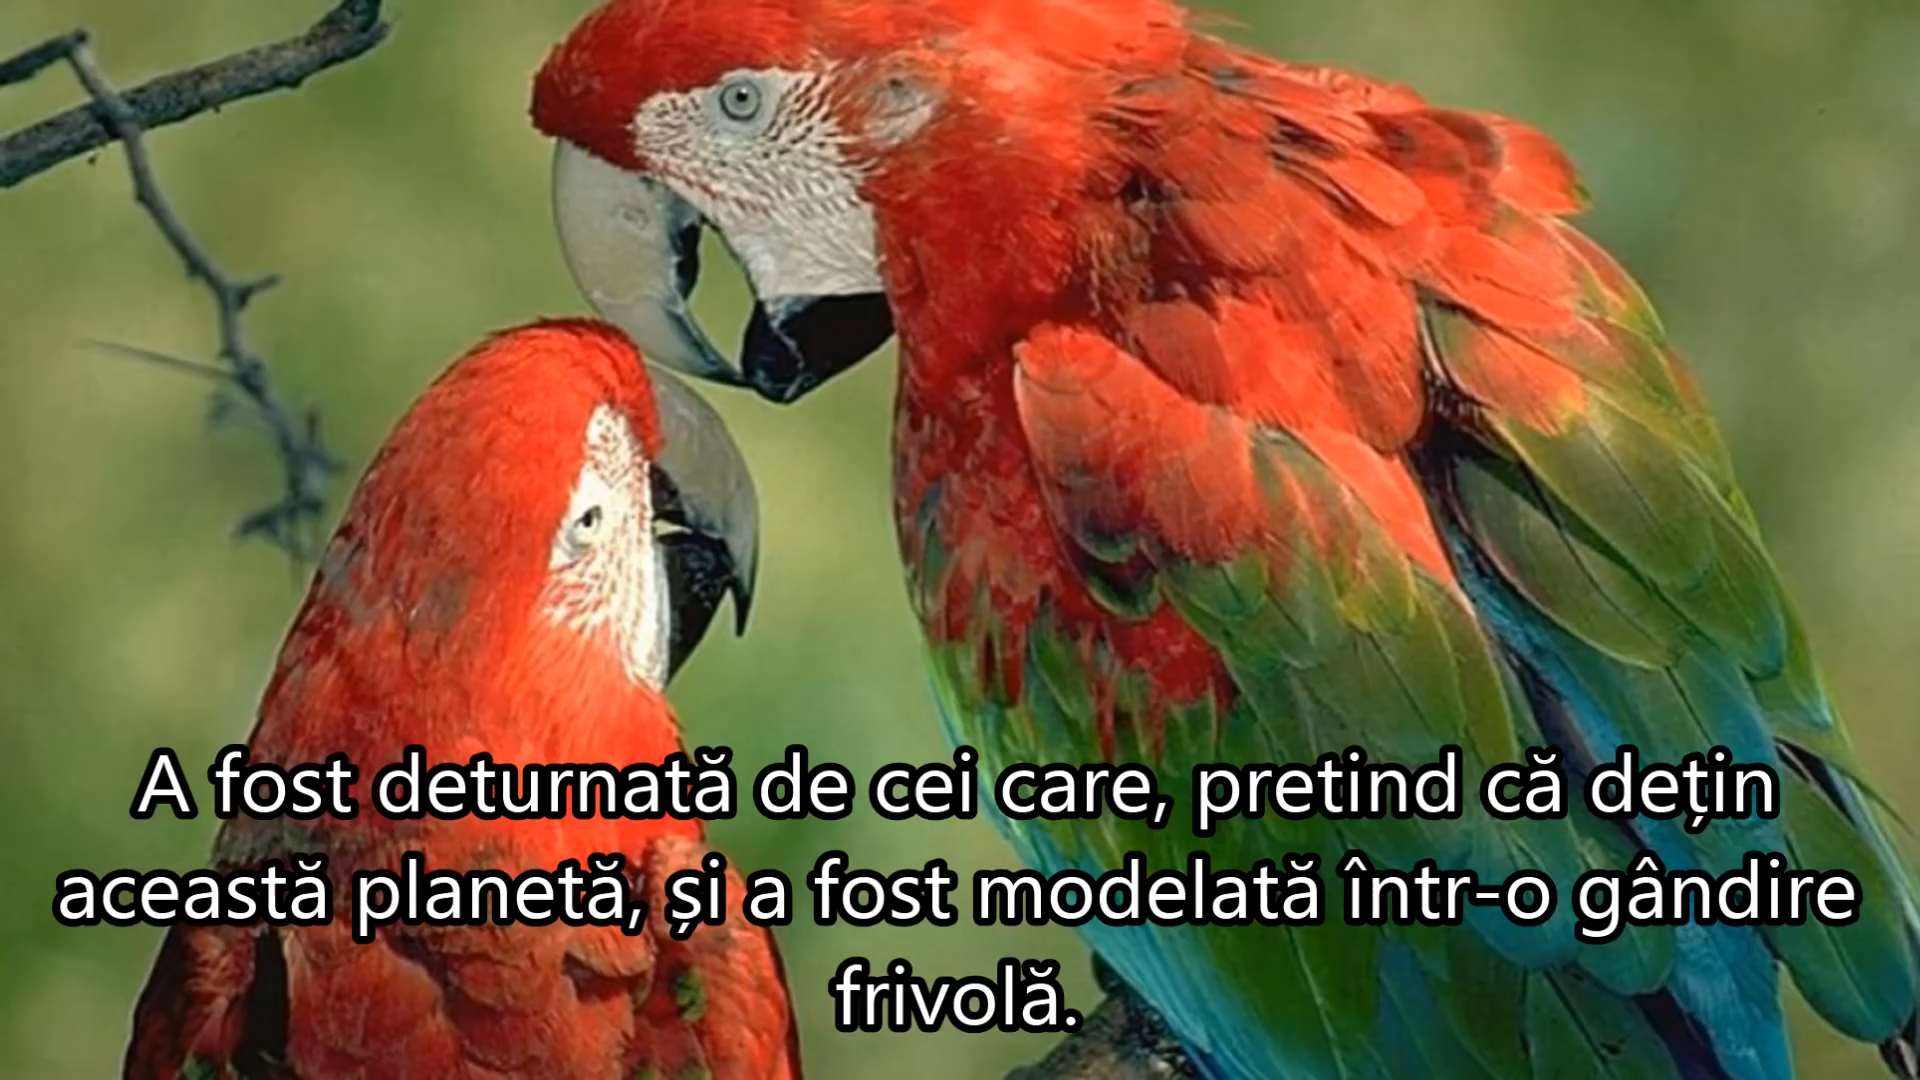 A fost deturnată de cei care, pretind că dețin
această planetă, și a fost modelată într-o gândire
frivolă.